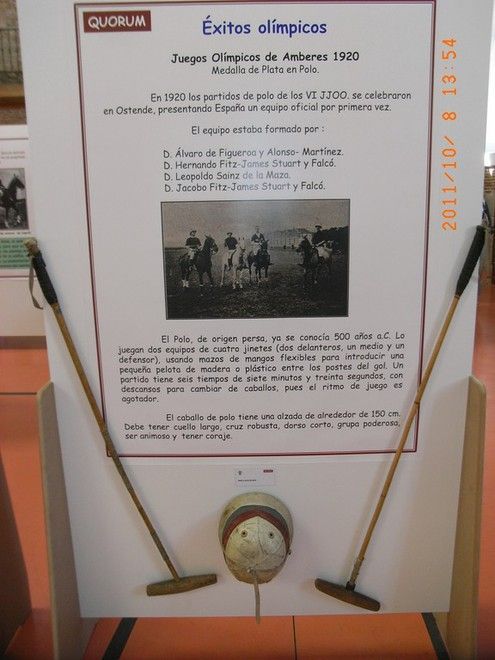 QUORUM
Éxitos olímpicos
Juegos Olímpicos de Amberes 1920
Medalla de Plata en Polo.
En 1920 los partidos de polo de los VI JJOO. se celebraron
en Ostende, presentando España un equipo oficial por primera vez.
El equipo estaba formado por :
D. Álvaro de Figueroa y Alonso- Martínez.
D. Hernando Fitz-James Stuart y Falcó.
D. Leopoldo Sainz de la Maza.
D. Jacobo Fitz-James Stuart y Falcó.
El Polo, de origen persa, ya se conocía 500 años a.C. Lo
juegan dos equipos de cuatro jinetes (dos delanteros, un medio y un
defensor), usando mazos de mangos flexibles para introducir una
pequeña pelota de madera o plástico entre los postes del gol. Un
partido tiene seis tiempos de siete minutos y treinta segundos, con
descansos para cambiar de caballos, pues el ritmo de juego es
agotador.
El caballo de polo tiene una alzada de alrededor de 150 cm.
Debe tener cuello largo, cruz robusta, dorso corto, grupa poderosa,
ser animoso y tener coraje.
2011/10/ 8 13:54